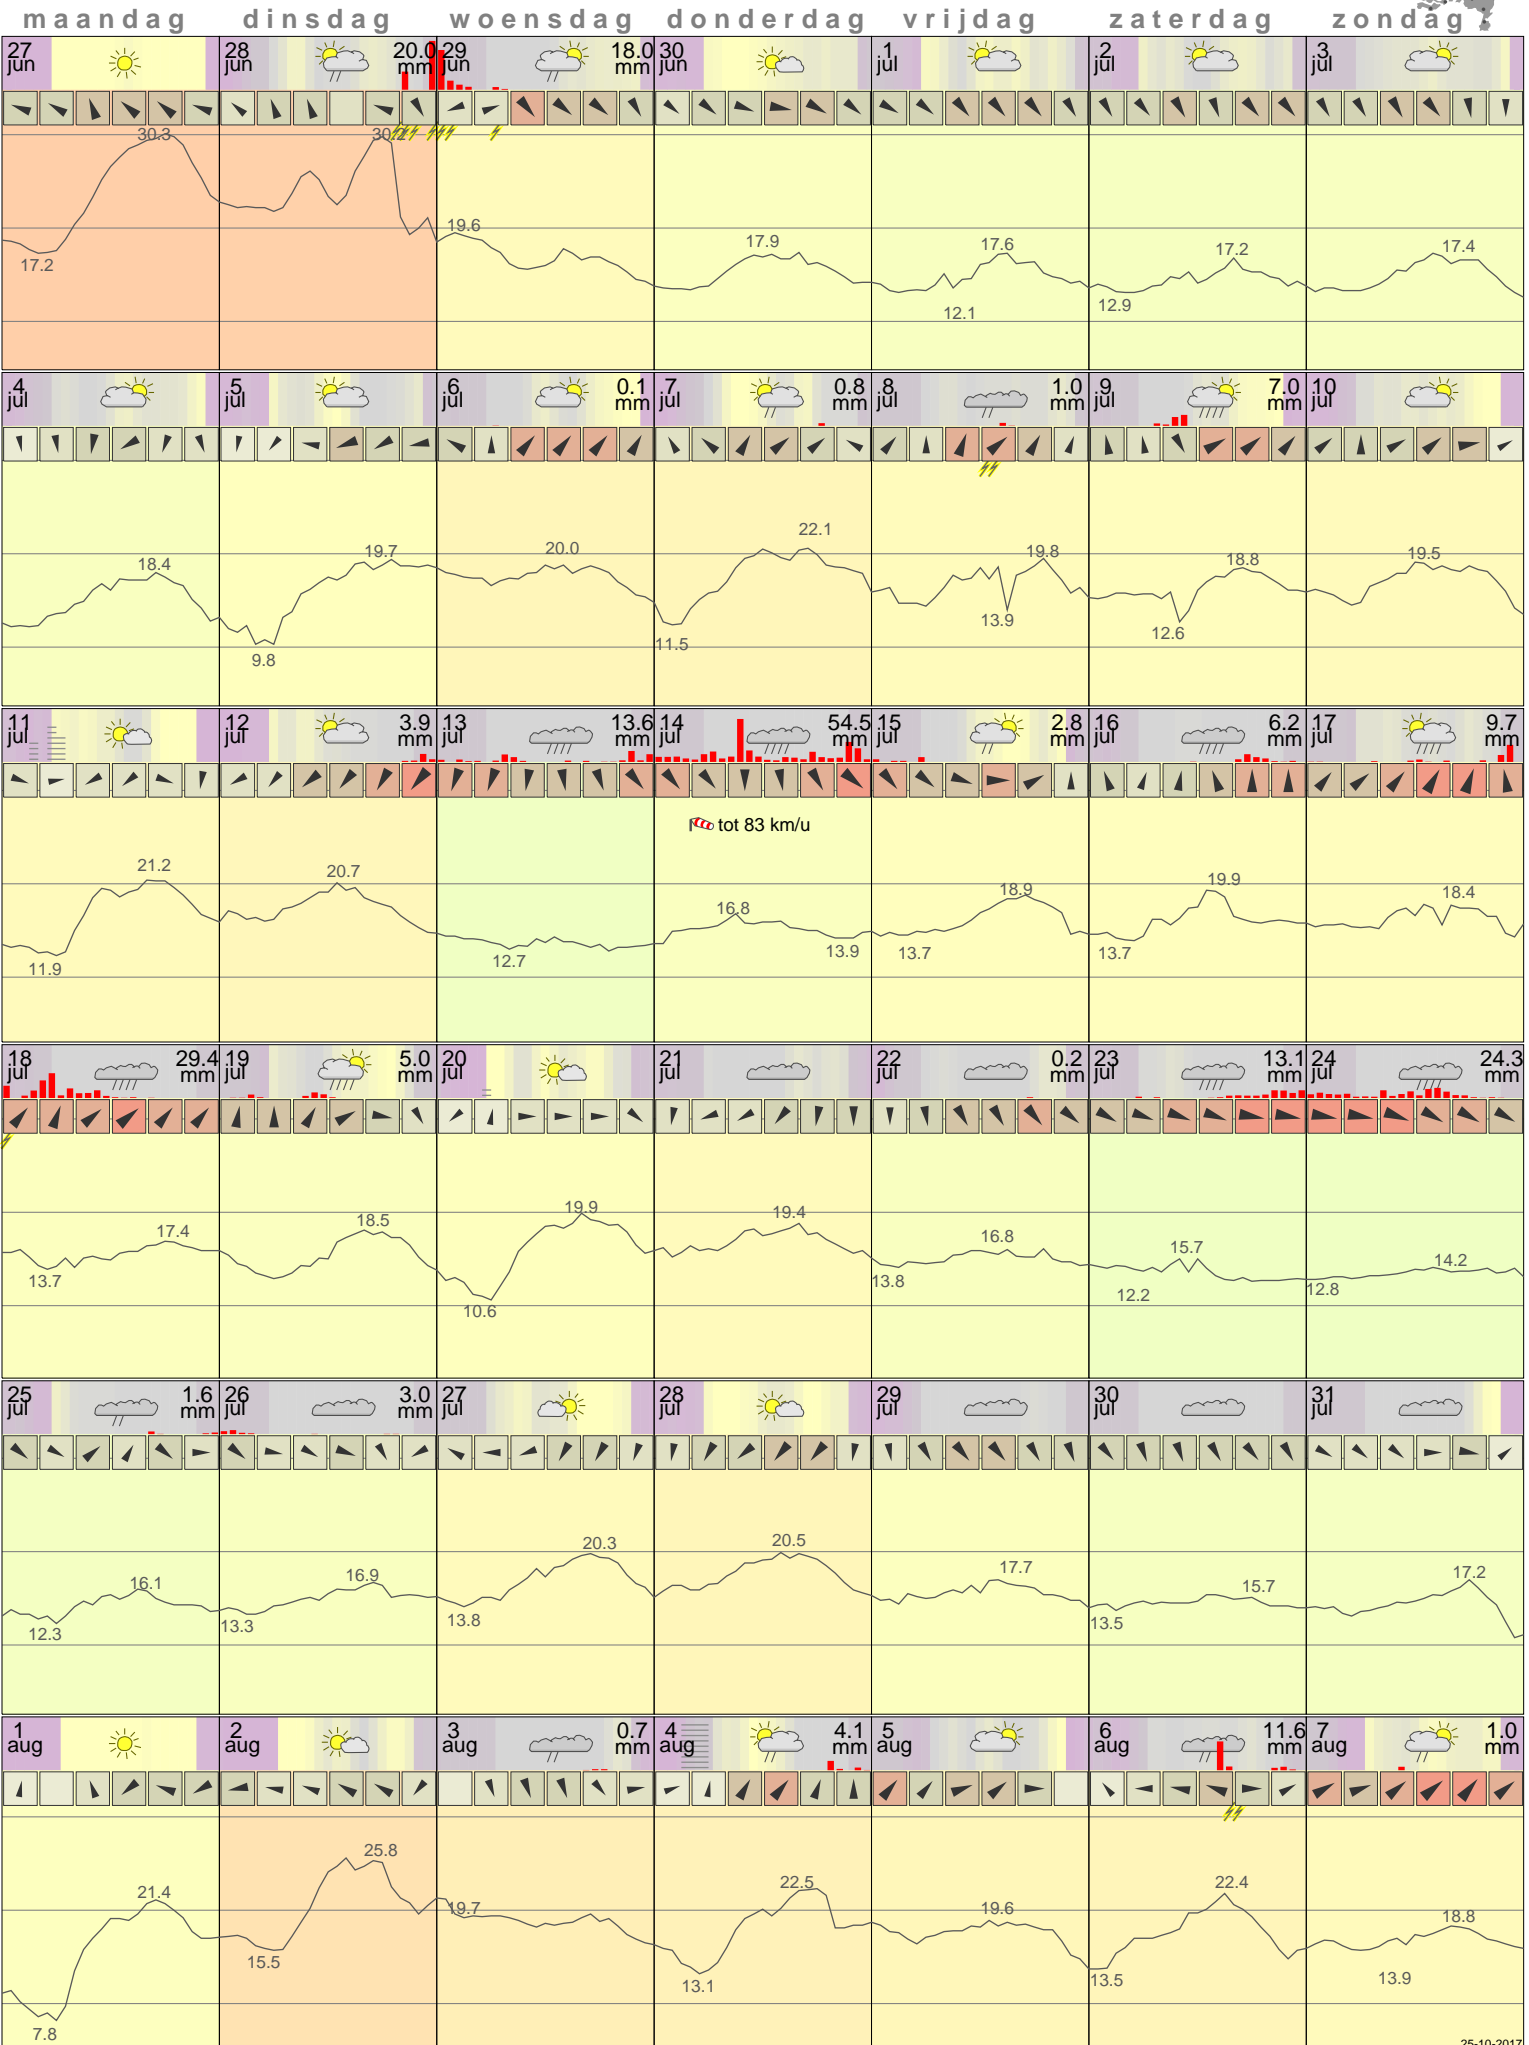 maandag dinsdag woensdag donderdag vrijdag zaterdag zondag
27 jun
28 jun 20.0 mm
29 jun 18.0 mm
30 jun
1 jul
2 jul
3 jul
30.3 17.2
30.2
19.6
17.9
17.6 12.1
17.2 12.9
17.4
4 jul
5 jul
6 jul 0.1 mm
7 jul 0.8 mm
8 jul 1.0 mm
9 jul 7.0 mm
10 jul
18.4
19.7 9.8
20.0
22.1 11.5
19.8 13.9
18.8 12.6
19.5
11 jul
12 jul 3.9 mm
13 jul 13.6 mm
14 jul 54.5 mm
15 jul 2.8 mm
16 jul 6.2 mm
17 jul 9.7 mm
tot 83 km/u
21.2 11.9
20.7
12.7
16.8 13.9
18.9 13.7
19.9 13.7
18.4
18 jul 29.4 mm
19 jul 5.0 mm
20 jul
21 jul
22 jul 0.2 mm
23 jul 13.1 mm
24 jul 24.3 mm
17.4 13.7
18.5
19.9 10.6
19.4
16.8 13.8
15.7 12.2
14.2 12.8
25 jul 1.6 mm
26 jul 3.0 mm
27 jul
28 jul
29 jul
30 jul
31 jul
16.1 12.3
16.9 13.3
20.3 13.8
20.5
17.7
15.7 13.5
17.2
1 aug
2 aug
3 aug 0.7 mm
4 aug 4.1 mm
5 aug
6 aug 11.6 mm
7 aug 1.0 mm
21.4 7.8
25.8 15.5
19.7
22.5 13.1
19.6
22.4 13.5
18.8 13.9
25-10-2017